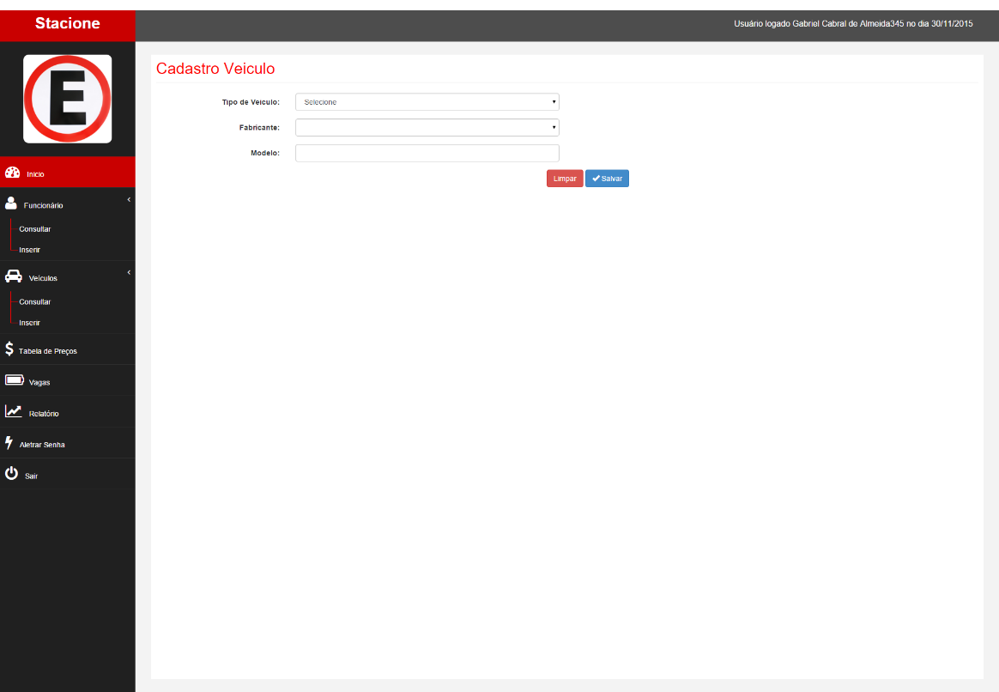 Stacione
Usuário logado Gabriel Cabral de Almeida345 no dia 30/11/2015
E
Inicio
Funcionário
Consultar
Inserir
Veículos
Consultar
Inserir
Tabela de Preços
Vagas
Relatório
Aletrar Senha
Sair
Cadastro Veiculo
Tipo de Veiculo:
Selecione
Fabricante:
Modelo:
Limpar
Salvar